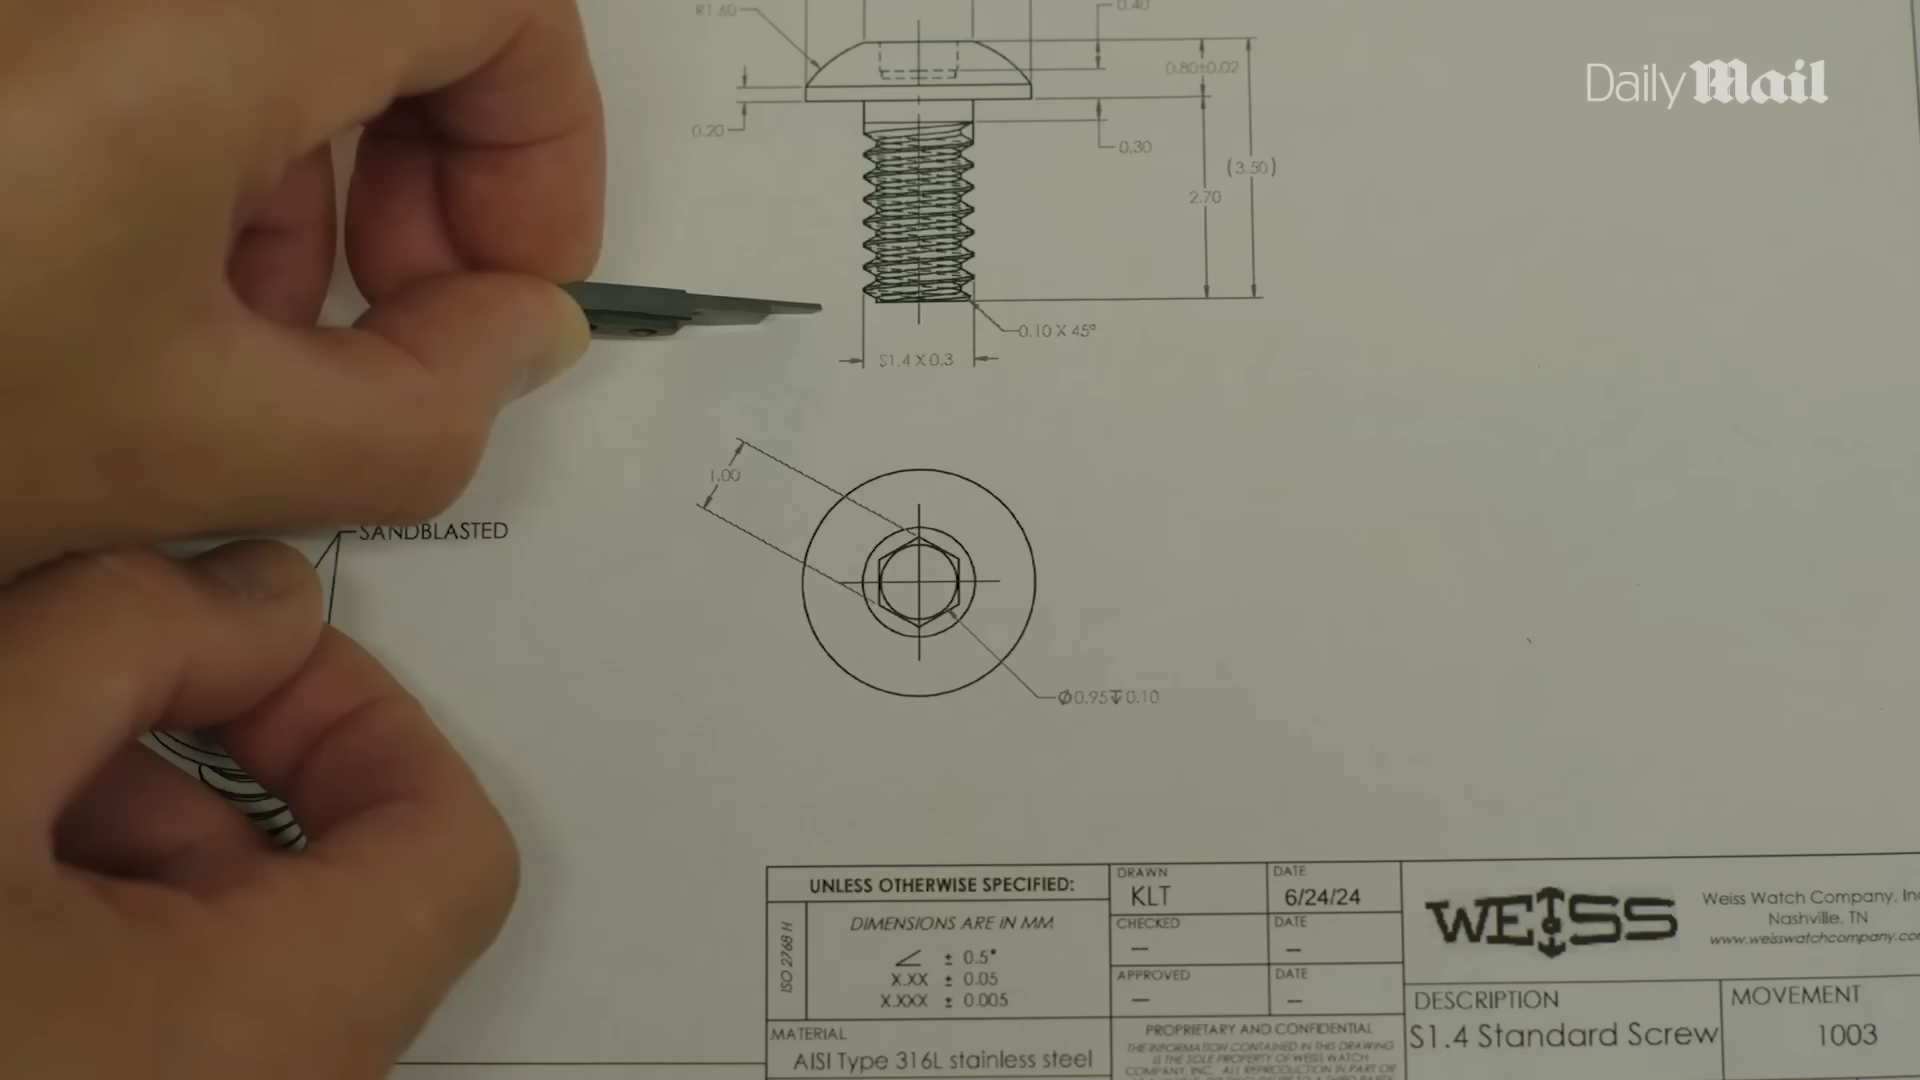 R1.60
0.40
Daily Mail
0.80±0.02
0.20
0.30
(3.50)
2.70
0.10 X 45°
S1.4 X 0.3
1.00
SANDBLASTED
Ø0.95↧0.10
UNLESS OTHERWISE SPECIFIED:
ISO 2768 H
DIMENSIONS ARE IN MM
∠ ± 0.5°
X.XX ± 0.05
X.XXX ± 0.005
MATERIAL
AISI Type 316L stainless steel
DRAWN
KLT
DATE
6/24/24
CHECKED
–
DATE
–
APPROVED
–
DATE
–
PROPRIETARY AND CONFIDENTIAL
THE INFORMATION CONTAINED IN THIS DRAWING
IS THE SOLE PROPERTY OF WEISS WATCH
COMPANY, INC. ALL REPRODUCTION IN PART OR
WEISS
Weiss Watch Company, Inc
Nashville, TN
www.weisswatchcompany.co
DESCRIPTION
S1.4 Standard Screw
MOVEMENT
1003